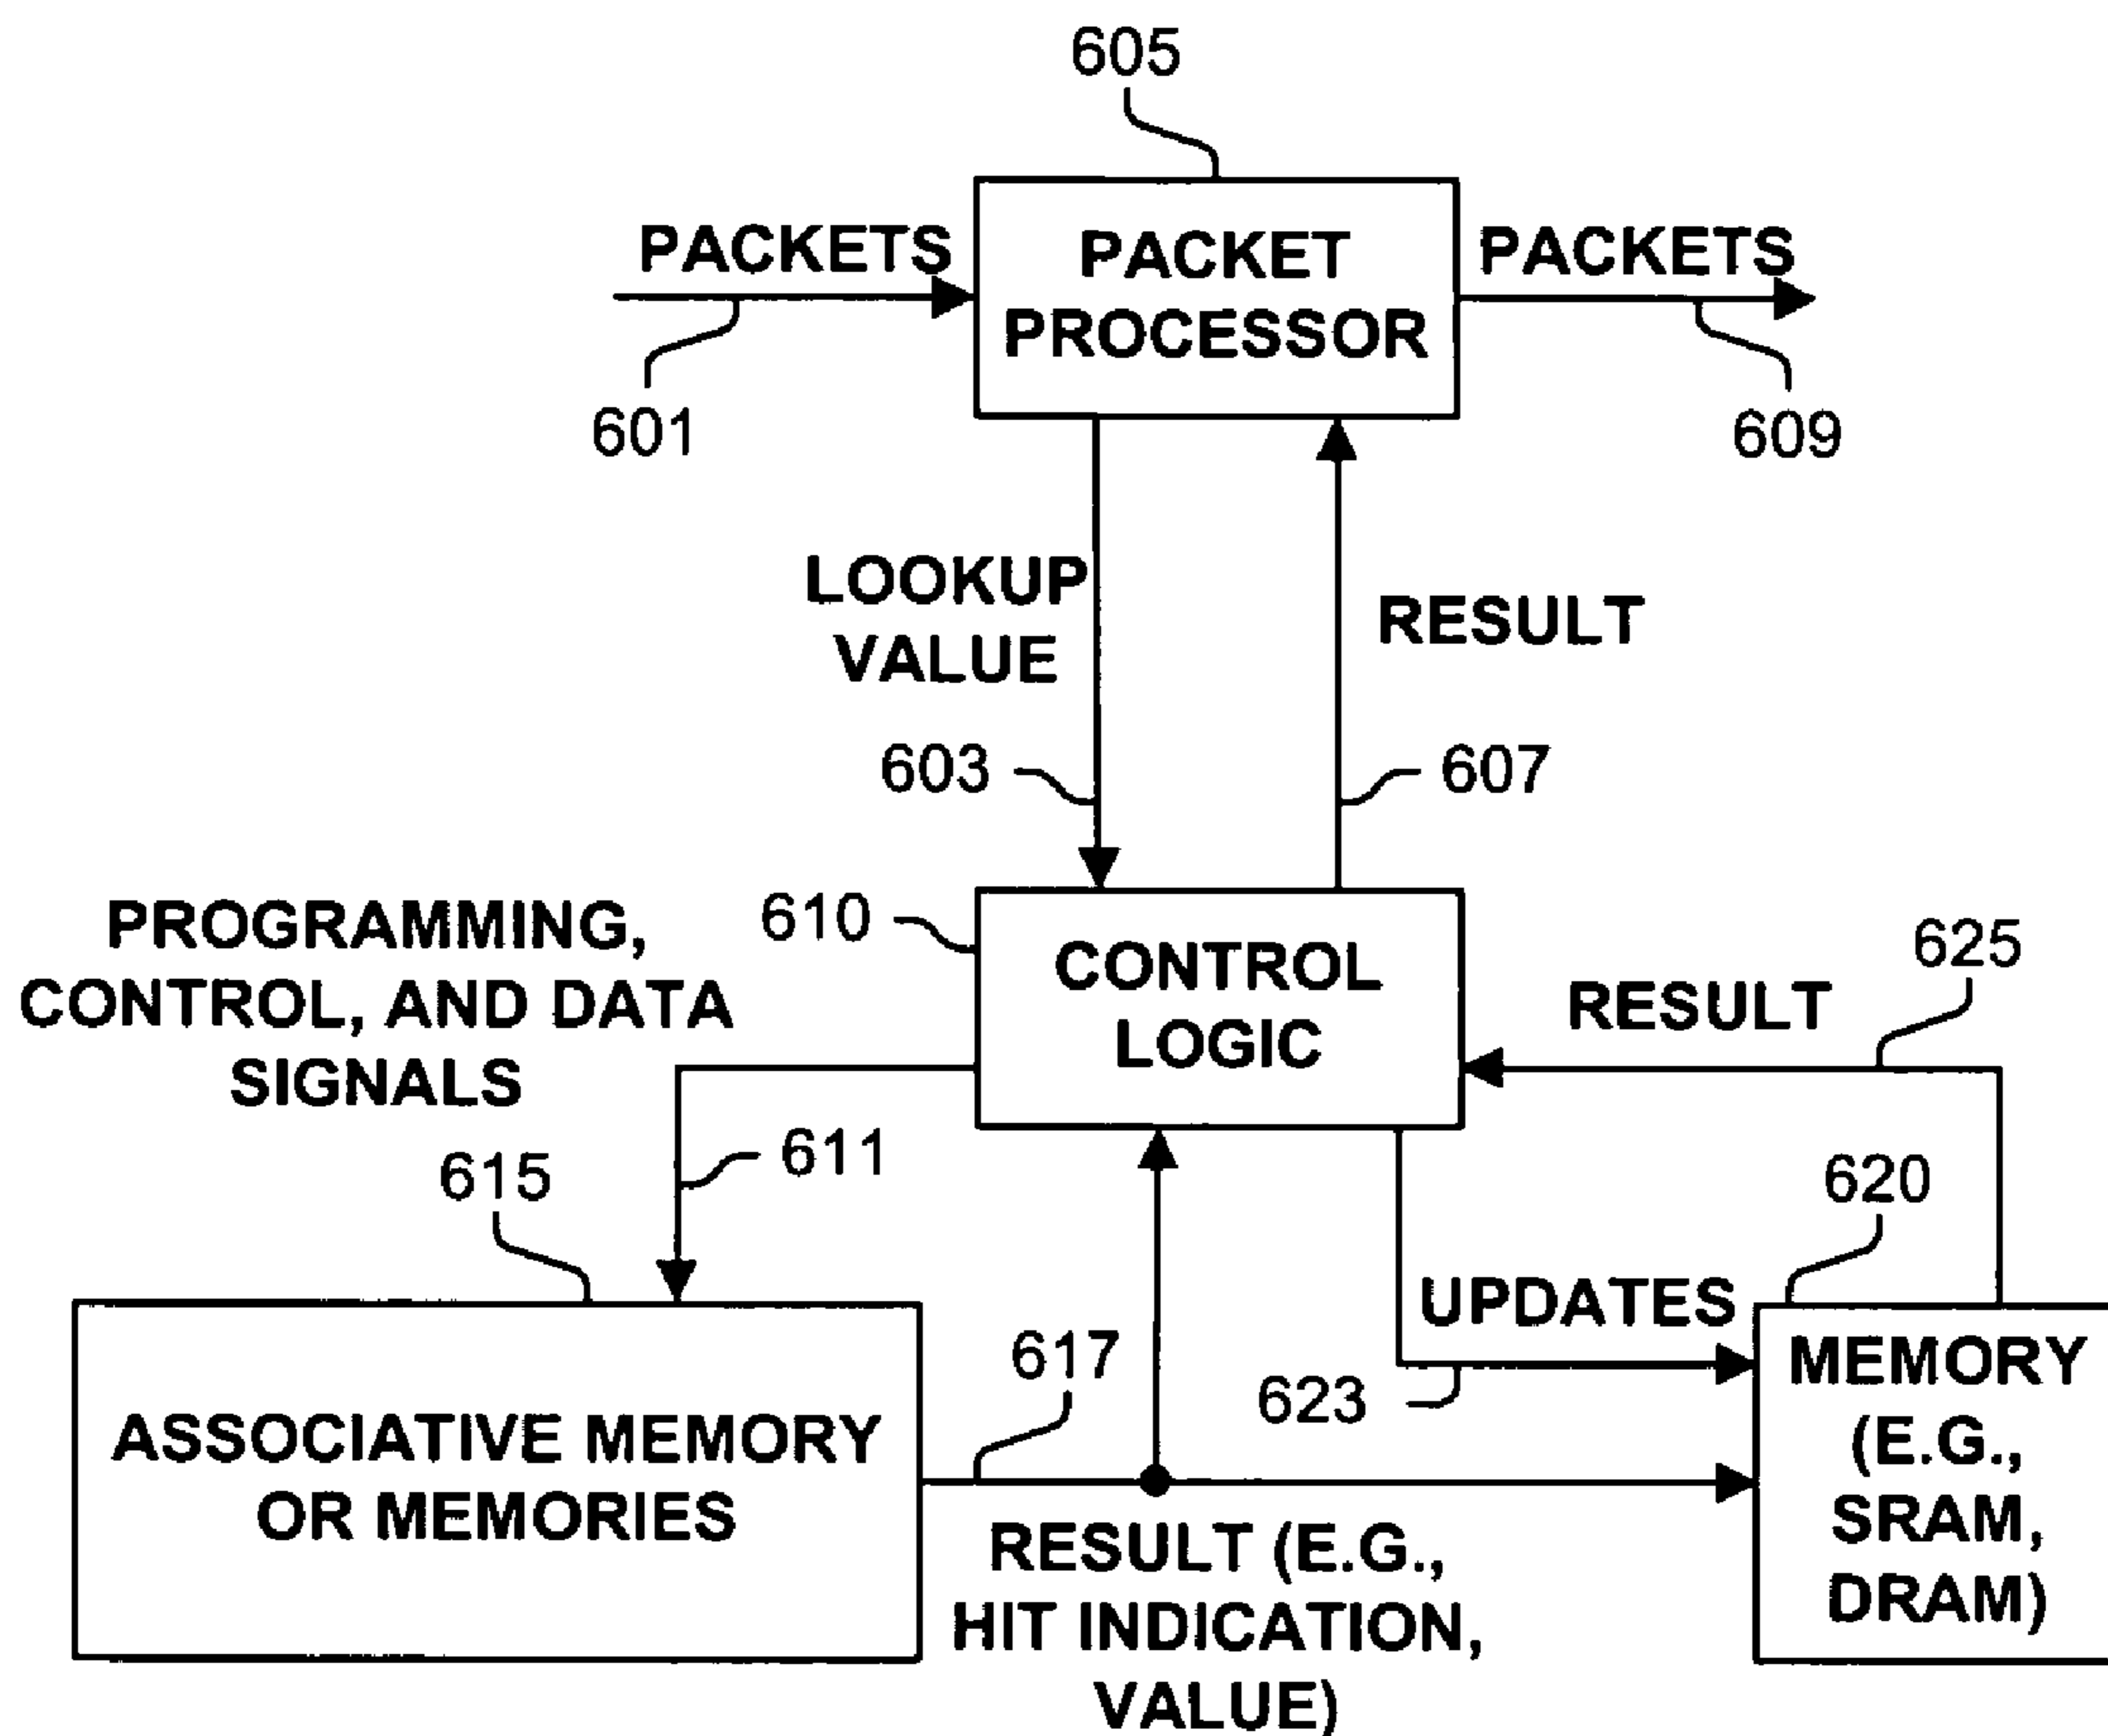 605
PACKETS
PACKET
PROCESSOR
PACKETS
601
609
LOOKUP
VALUE
RESULT
603
607
PROGRAMMING,
CONTROL, AND DATA
SIGNALS
610
CONTROL
LOGIC
625
RESULT
611
615
620
UPDATES
617
623
MEMORY
(E.G.,
SRAM,
DRAM)
ASSOCIATIVE MEMORY
OR MEMORIES
RESULT (E.G.,
HIT INDICATION,
VALUE)